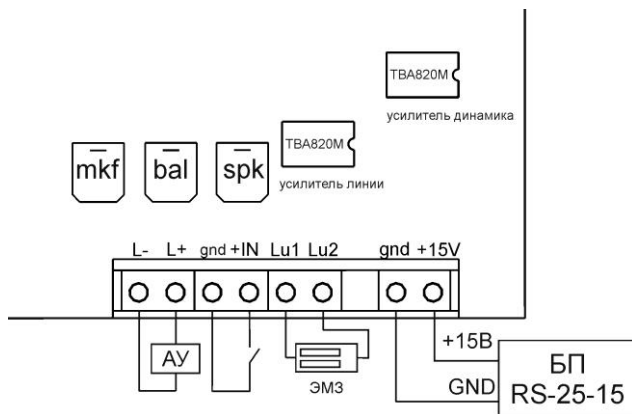 TBA820M
усилитель динамика
TBA820M
mkf bal spk
усилитель линии
L- L+ gnd +IN Lu1 Lu2 gnd +15V
+15В
АУ
БП
ЭМЗ
GND
RS-25-15